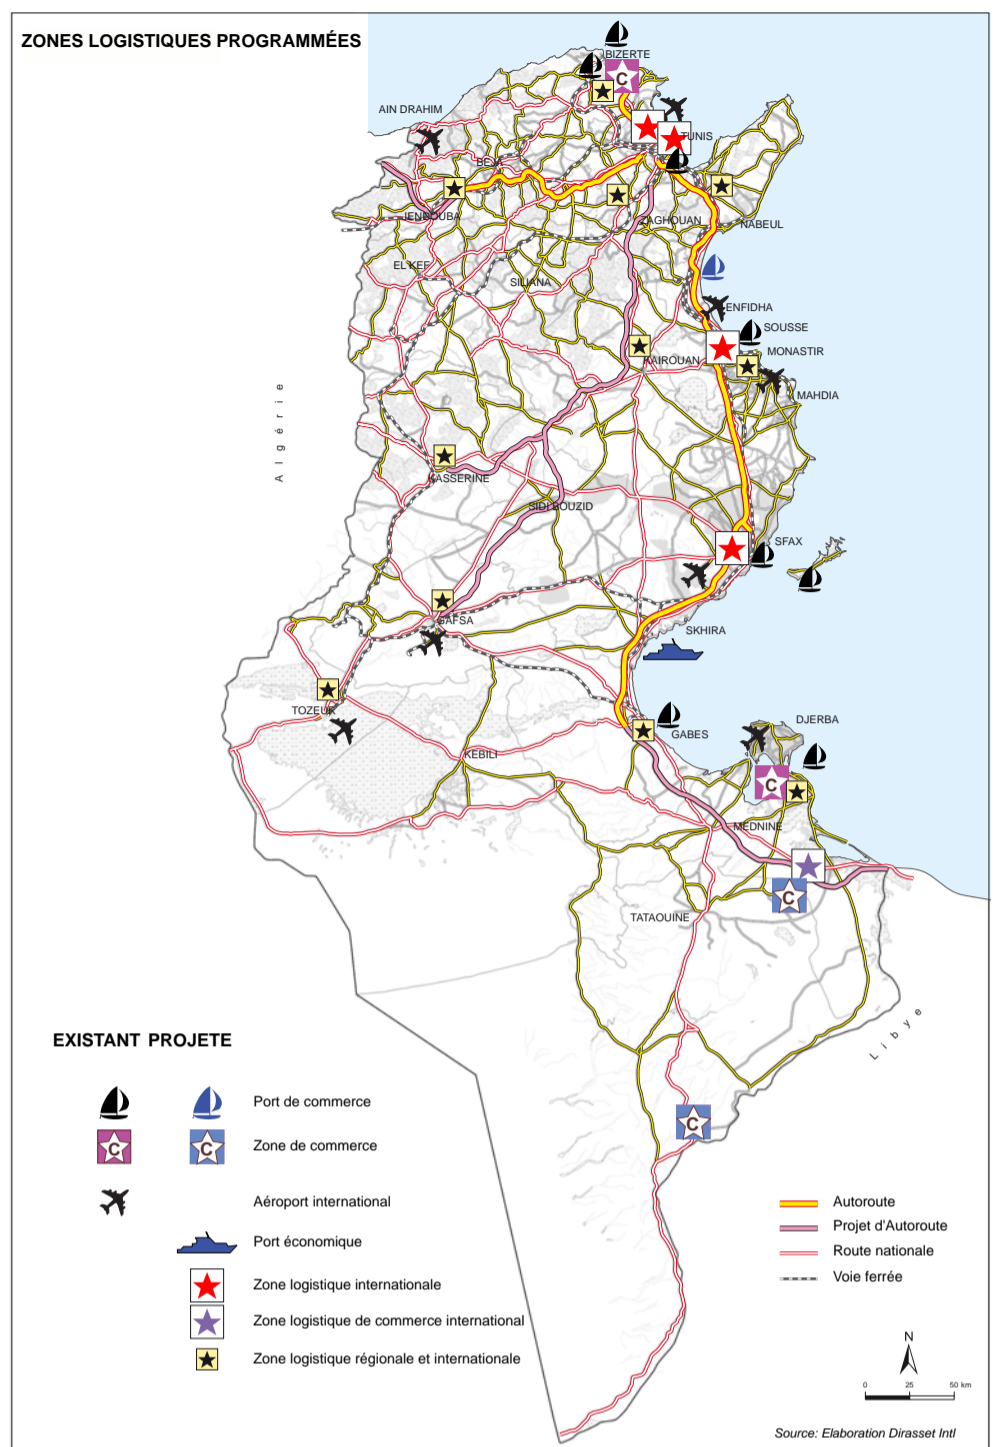 ZONES LOGISTIQUES PROGRAMMÉES
BIZERTE
AIN DRAHIM
TUNIS
BEJA
JENDOUBA
ZAGHOUAN
NABEUL
EL KEF
SILIANA
ENFIDHA
SOUSSE
KAIROUAN
MONASTIR
MAHDIA
Algérie
KASSERINE
SIDI BOUZID
SFAX
GAFSA
SKHIRA
TOZEUR
DJERBA
GABES
KEBILI
MEDNINE
TATAOUINE
Libye
EXISTANT PROJETE
Port de commerce
C C Zone de commerce
Aéroport international
Port économique
Zone logistique internationale
Zone logistique de commerce international
Zone logistique régionale et internationale
Autoroute
Projet d'Autoroute
Route nationale
Voie ferrée
N
0 25 50 km
Source: Elaboration Dirasset Intl
C
C
C
C